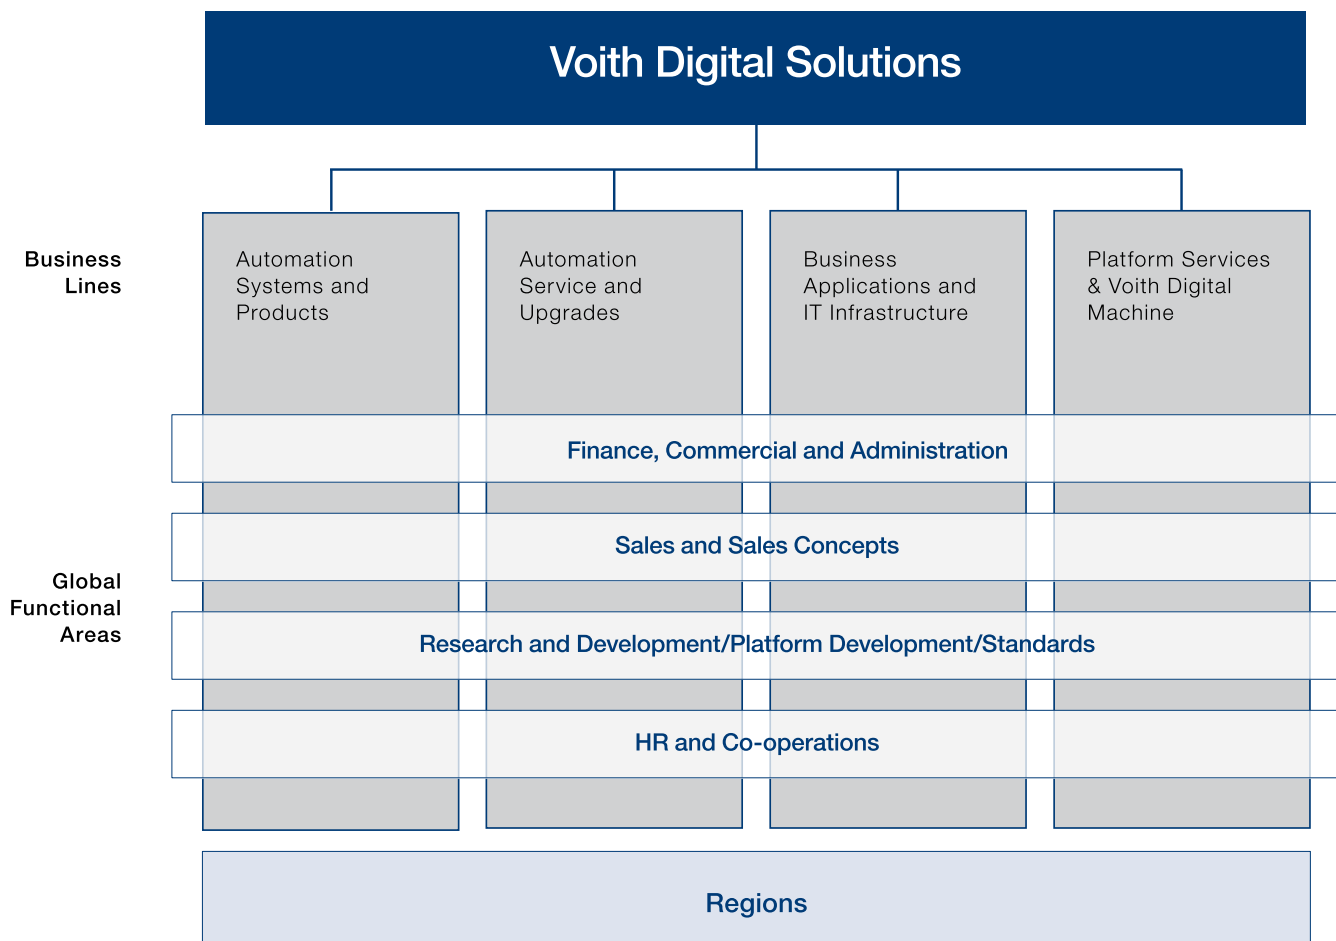 Voith Digital Solutions
Business
Lines
Automation
Systems and
Products
Automation
Service and
Upgrades
Business
Applications and
IT Infrastructure
Platform Services
& Voith Digital
Machine
Global
Functional
Areas
Finance, Commercial and Administration
Sales and Sales Concepts
Research and Development/Platform Development/Standards
HR and Co-operations
Regions